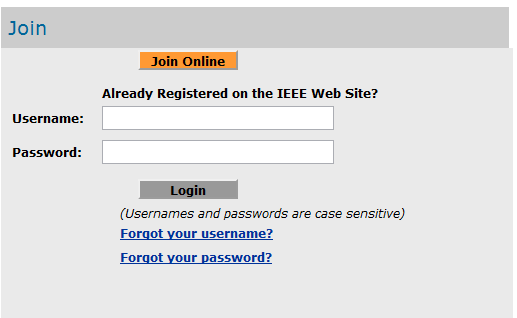 Join
Join Online
Already Registered on the IEEE Web Site?
Username:
Password:
Login
(Usernames and passwords are case sensitive)
Forgot your username?
Forgot your password?